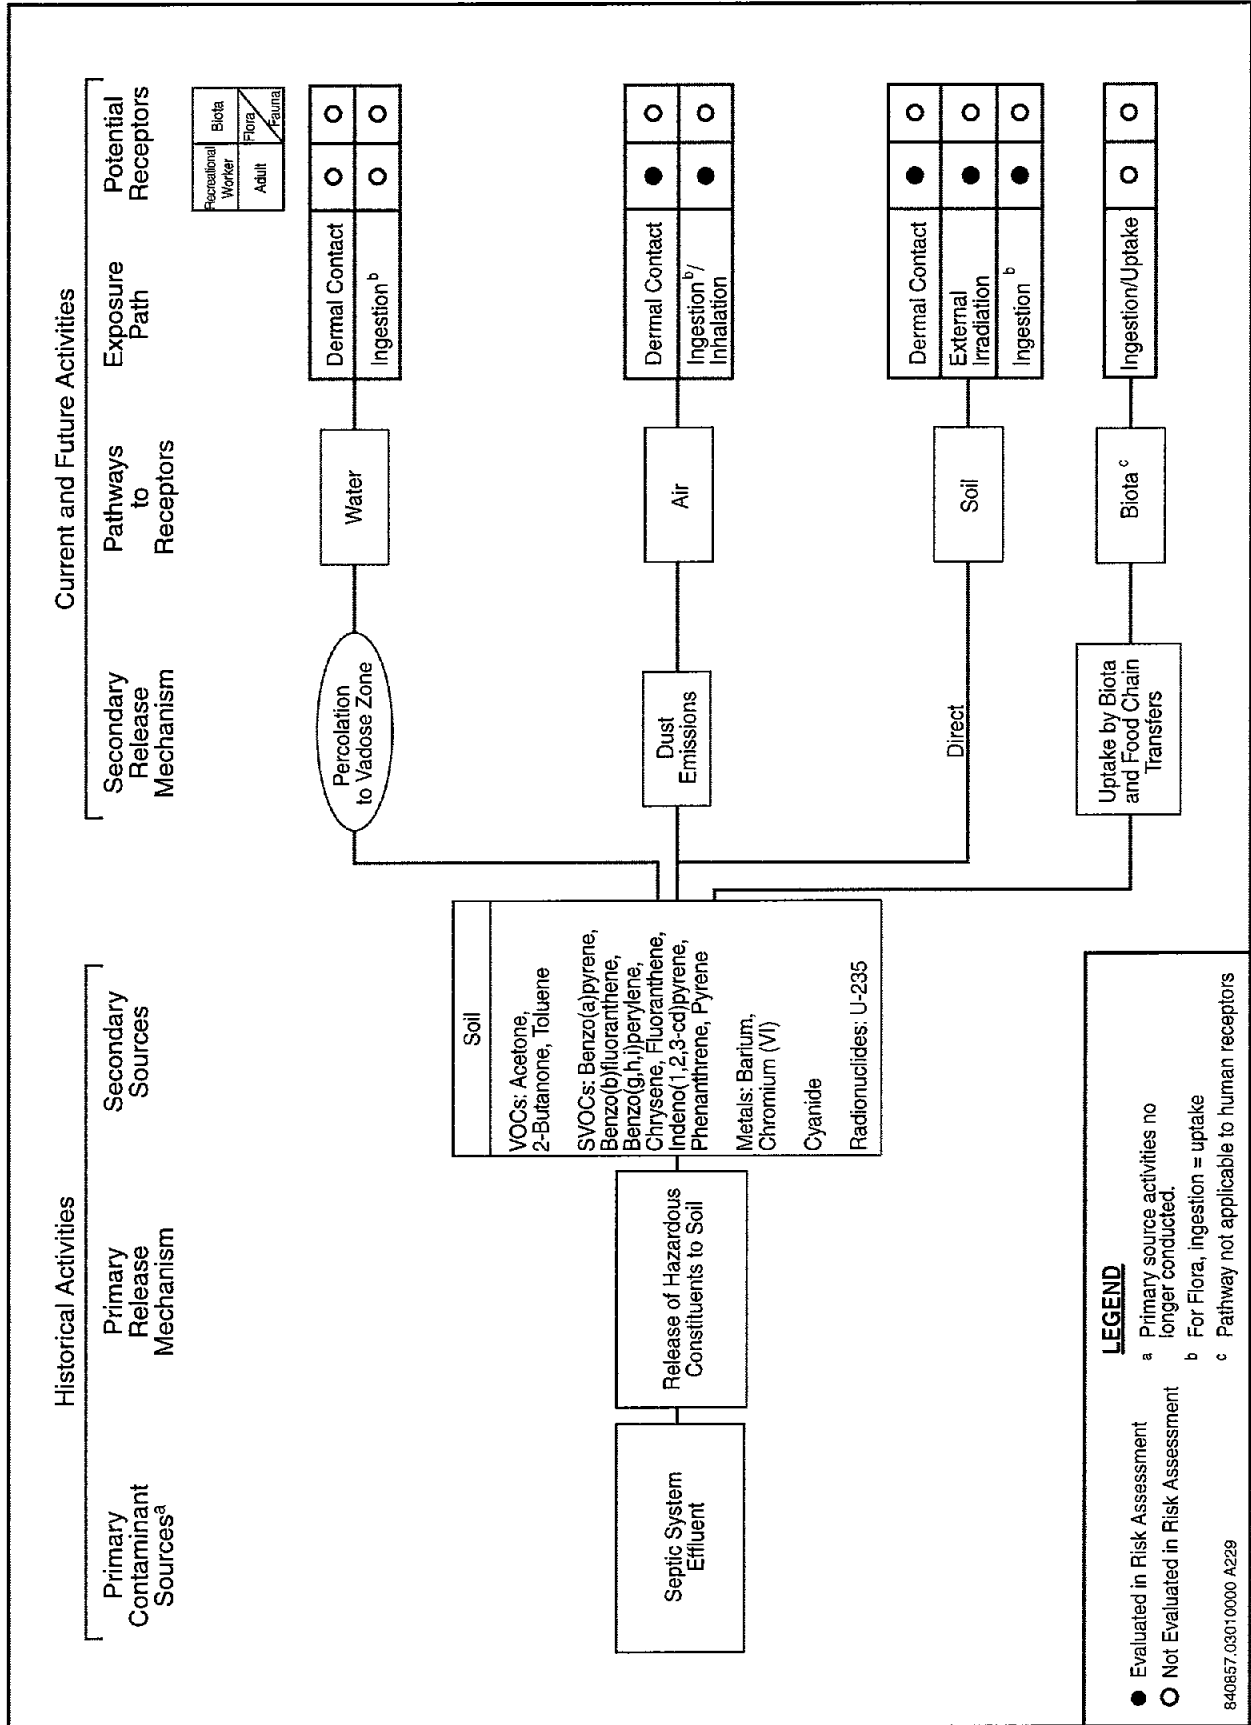 Historical Activities
Current and Future Activities
Primary
Contaminant
Sources^a
Primary
Release
Mechanism
Secondary
Sources
Secondary
Release
Mechanism
Pathways
to
Receptors
Exposure
Path
Potential
Receptors
Recreational
Worker
Biota
Adult
Flora
Fauna
Septic System
Effluent
Release of Hazardous
Constituents to Soil
Soil
VOCs: Acetone,
2-Butanone, Toluene
SVOCs: Benzo(a)pyrene,
Benzo(b)fluoranthene,
Benzo(g,h,i)perylene,
Chrysene, Fluoranthene,
Indeno(1,2,3-cd)pyrene,
Phenanthrene, Pyrene
Metals: Barium,
Chromium (VI)
Cyanide
Radionuclides: U-235
Percolation
to Vadose Zone
Water
Dermal Contact
Ingestion^b
Dust
Emissions
Air
Dermal Contact
Ingestion^b/
Inhalation
Direct
Soil
Dermal Contact
External
Irradiation
Ingestion^b
Uptake by Biota
and Food Chain
Transfers
Biota^c
Ingestion/Uptake
LEGEND
Evaluated in Risk Assessment
Not Evaluated in Risk Assessment
a Primary source activities no
longer conducted.
b For Flora, ingestion = uptake
c Pathway not applicable to human receptors
840857.03010000 A229